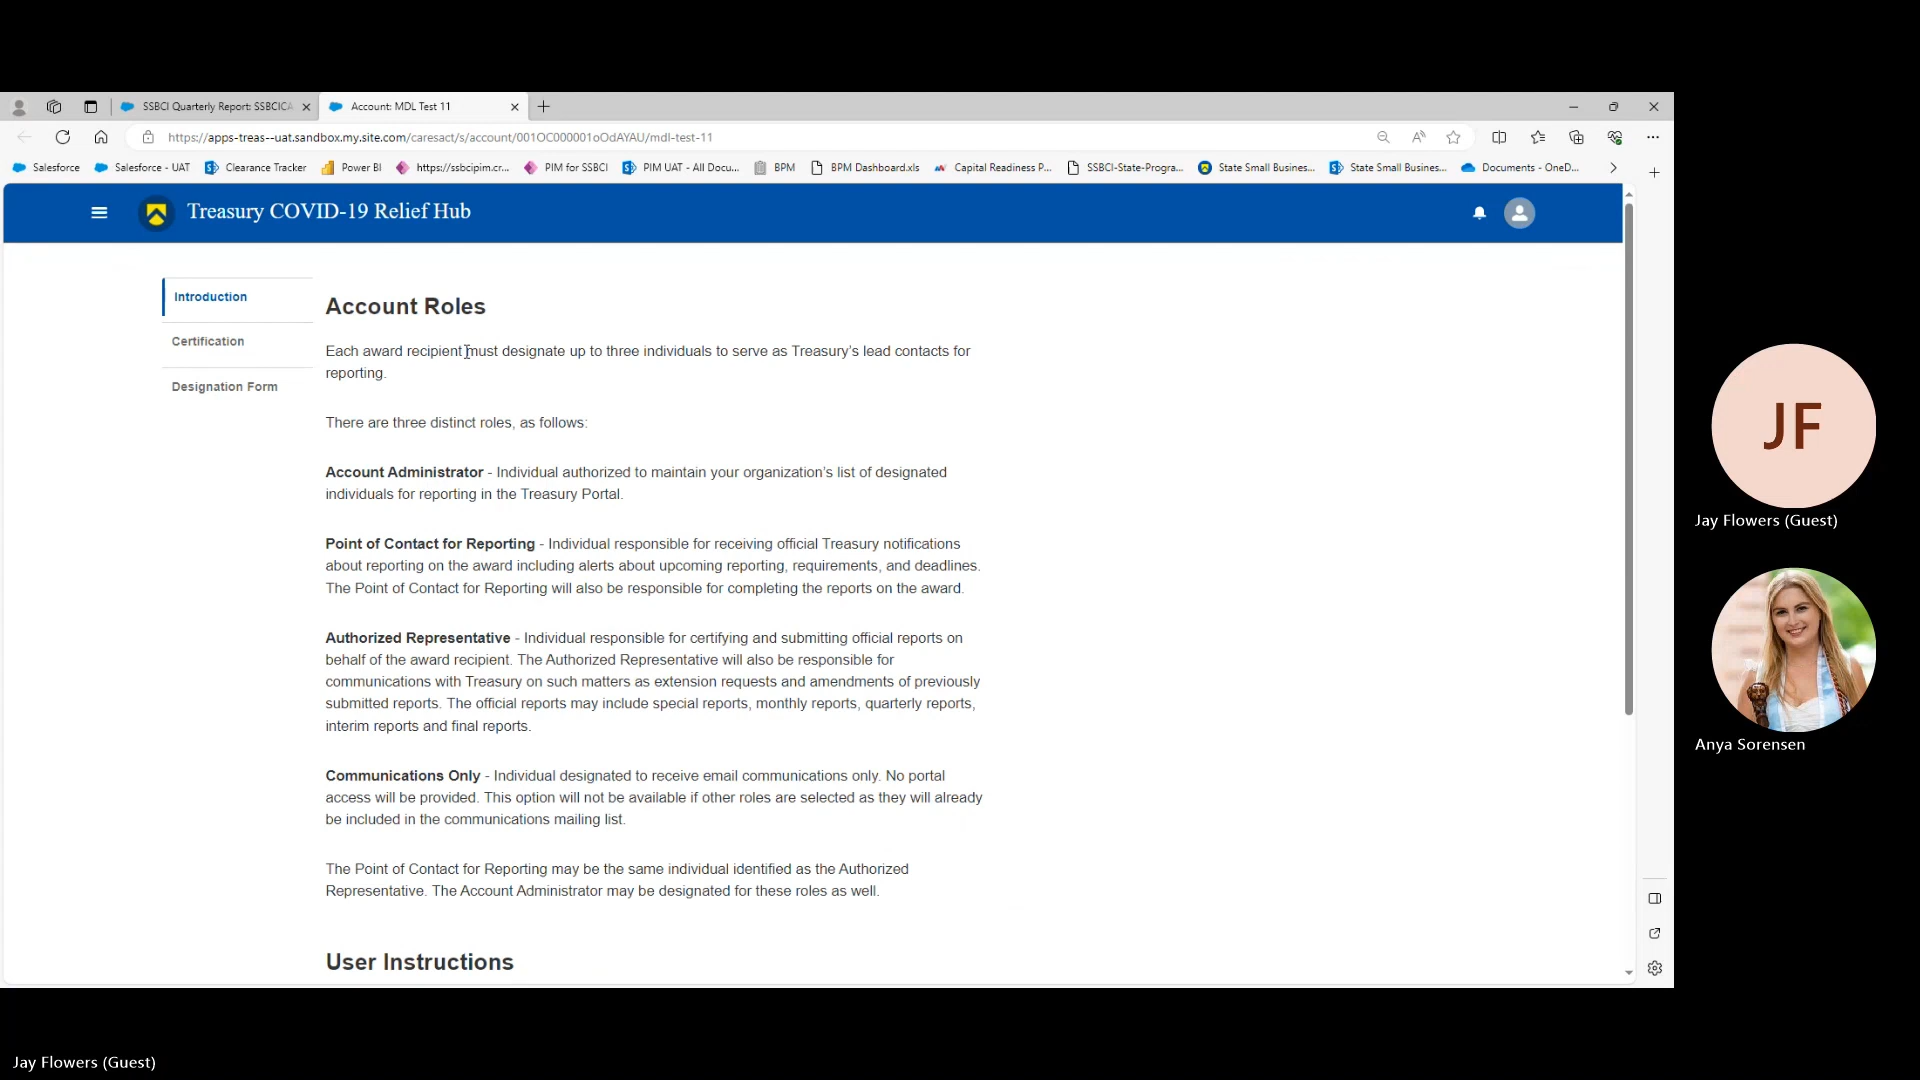 SSBCI Quarterly Report: SSBCICA
Account: MDL Test 11
https://apps-treas--uat.sandbox.my.site.com/caresact/s/account/001OC000001oOdAYAU/mdl-test-11
Salesforce
Salesforce - UAT
Clearance Tracker
Power BI
https://ssbcipim.cr...
PIM for SSBCI
PIM UAT - All Docu...
BPM
BPM Dashboard.xls
Capital Readiness P...
SSBCI-State-Progra...
State Small Business...
State Small Business...
Documents - OneD...
Treasury COVID-19 Relief Hub
Introduction
Certification
Designation Form
Account Roles
Each award recipient must designate up to three individuals to serve as Treasury's lead contacts for
reporting.
There are three distinct roles, as follows:
Account Administrator - Individual authorized to maintain your organization's list of designated
individuals for reporting in the Treasury Portal.
Point of Contact for Reporting - Individual responsible for receiving official Treasury notifications
about reporting on the award including alerts about upcoming reporting, requirements, and deadlines.
The Point of Contact for Reporting will also be responsible for completing the reports on the award.
Authorized Representative - Individual responsible for certifying and submitting official reports on
behalf of the award recipient. The Authorized Representative will also be responsible for
communications with Treasury on such matters as extension requests and amendments of previously
submitted reports. The official reports may include special reports, monthly reports, quarterly reports,
interim reports and final reports.
Communications Only - Individual designated to receive email communications only. No portal
access will be provided. This option will not be available if other roles are selected as they will already
be included in the communications mailing list.
The Point of Contact for Reporting may be the same individual identified as the Authorized
Representative. The Account Administrator may be designated for these roles as well.
User Instructions
JF
Jay Flowers (Guest)
Anya Sorensen
Jay Flowers (Guest)